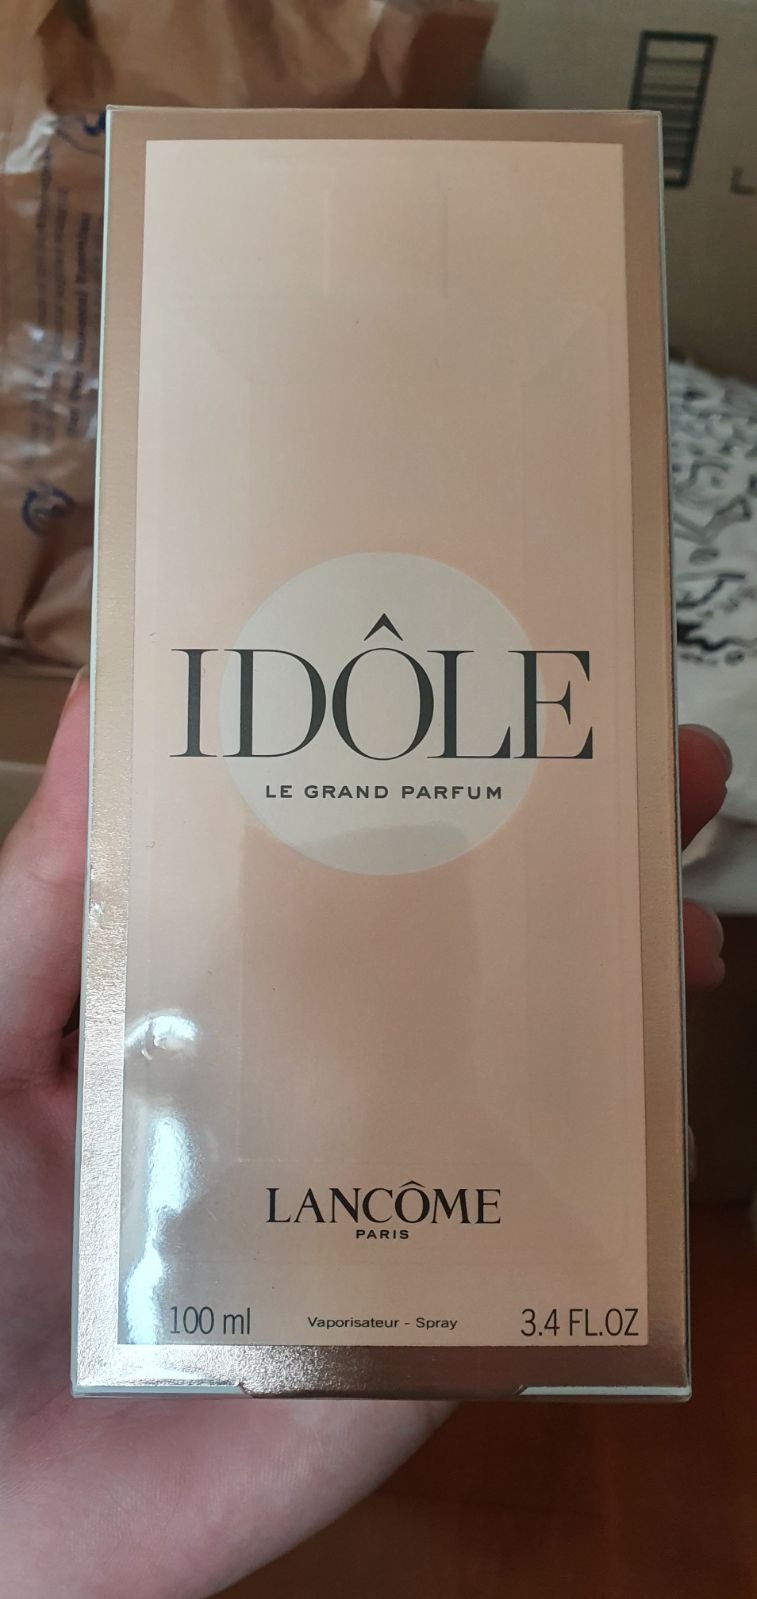 IDÔLE
LE GRAND PARFUM
LANCÔME
PARIS
100 ml Vaporisateur - Spray 3.4 FL.OZ